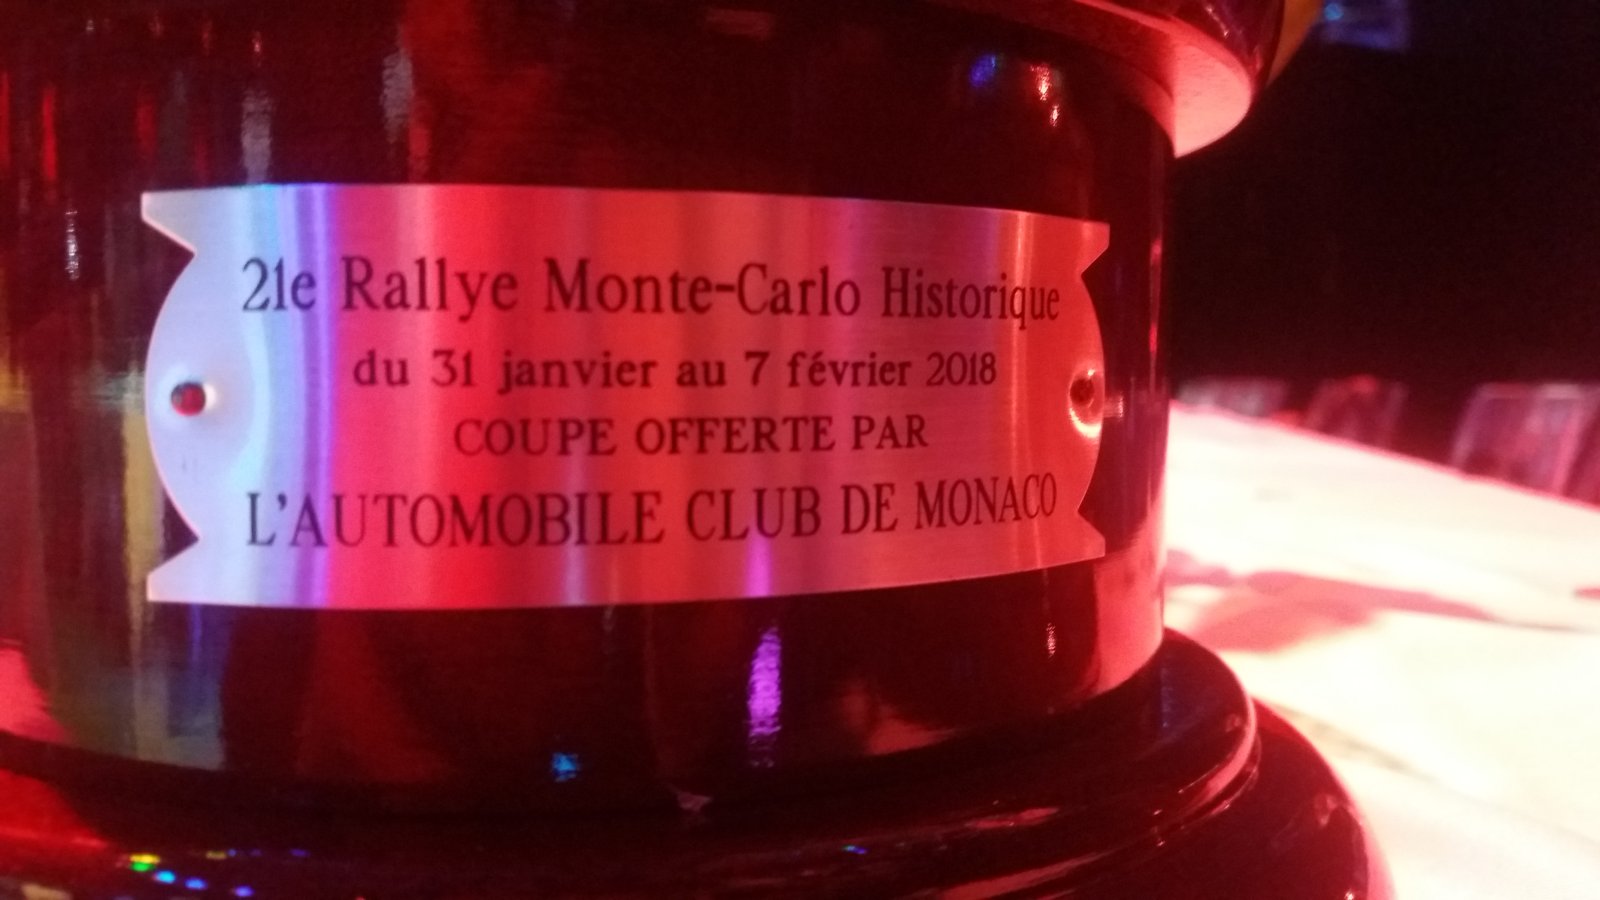 21e Rallye Monte-Carlo Historique
du 31 janvier au 7 février 2018
COUPE OFFERTE PAR
L'AUTOMOBILE CLUB DE MONACO